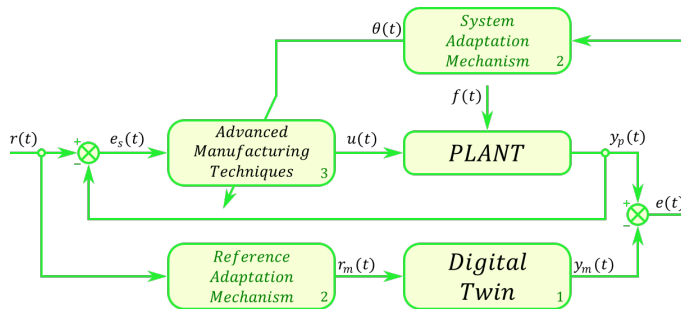 System
Adaptation
Mechanism
2
θ(t)
f(t)
r(t)
+
−
e_s(t)
Advanced
Manufacturing
Techniques
3
u(t)
PLANT
y_p(t)
+
−
e(t)
Reference
Adaptation
Mechanism
2
r_m(t)
Digital
Twin
1
y_m(t)